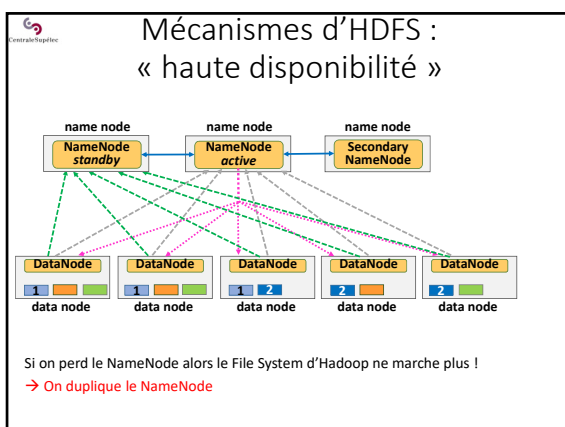 CentraleSupélec
Mécanismes d’HDFS :
« haute disponibilité »
name node
name node
name node
NameNode
standby
NameNode
active
Secondary
NameNode
DataNode
DataNode
DataNode
DataNode
DataNode
1
1
1 2
2
2
data node
data node
data node
data node
data node
Si on perd le NameNode alors le File System d’Hadoop ne marche plus !
→ On duplique le NameNode